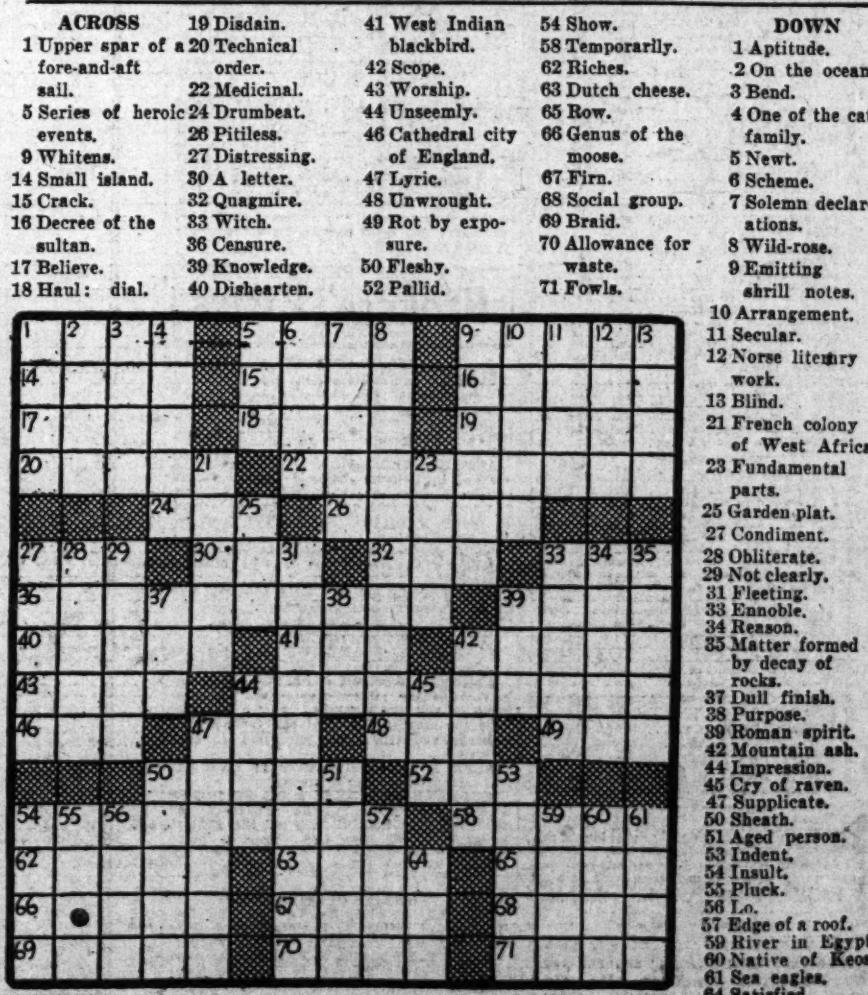 ACROSS
1 Upper spar of a
fore-and-aft
sail.
5 Series of heroic
events.
9 Whitens.
14 Small island.
15 Crack.
16 Decree of the
sultan.
17 Believe.
18 Haul: dial.
19 Disdain.
20 Technical
order.
22 Medicinal.
24 Drumbeat.
26 Pitiless.
27 Distressing.
30 A letter.
32 Quagmire.
33 Witch.
36 Censure.
39 Knowledge.
40 Dishearten.
41 West Indian
blackbird.
42 Scope.
43 Worship.
44 Unseemly.
46 Cathedral city
of England.
47 Lyric.
48 Unwrought.
49 Rot by expo-
sure.
50 Fleshy.
52 Pallid.
54 Show.
58 Temporarily.
62 Riches.
63 Dutch cheese.
65 Row.
66 Genus of the
moose.
67 Firn.
68 Social group.
69 Braid.
70 Allowance for
waste.
71 Fowls.
DOWN
1 Aptitude.
2 On the ocean
3 Bend.
4 One of the cat
family.
5 Newt.
6 Scheme.
7 Solemn declar-
ations.
8 Wild-rose.
9 Emitting
shrill notes.
10 Arrangement.
11 Secular.
12 Norse literary
work.
13 Blind.
21 French colony
of West Africa
23 Fundamental
parts.
25 Garden plat.
27 Condiment.
28 Obliterate.
29 Not clearly.
31 Fleeting.
33 Ennoble.
34 Reason.
35 Matter formed
by decay of
rocks.
37 Dull finish.
38 Purpose.
39 Roman spirit.
42 Mountain ash.
44 Impression.
45 Cry of raven.
47 Supplicate.
50 Sheath.
51 Aged person.
53 Indent.
54 Insult.
55 Pluck.
56 Lo.
57 Edge of a roof.
59 River in Egypt
60 Native of Keos
61 Sea eagles.
64 Satisfied
1 2 3 4 5 6 7 8 9 10 11 12 13
14 15 16
17 18 19
20 21 22 23
24 25 26
27 28 29 30 31 32 33 34 35
36 37 38 39
40 41 42
43 44 45
46 47 48 49
50 51 52 53
54 55 56 57 58 59 60 61
62 63 64 65
66 67 68
69 70 71